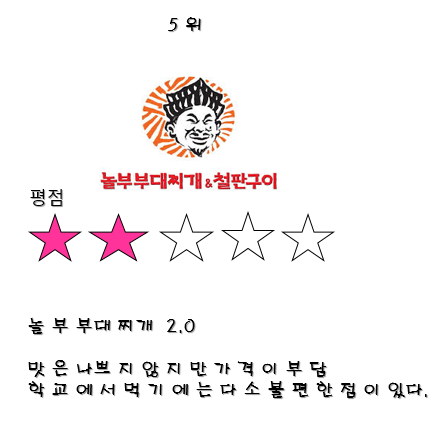 5위
놀부부대찌개&철판구이
평점
놀부부대찌개 2.0
맛은나쁘지않지만가격이부담
학교에서먹기에는다소불편한점이있다.